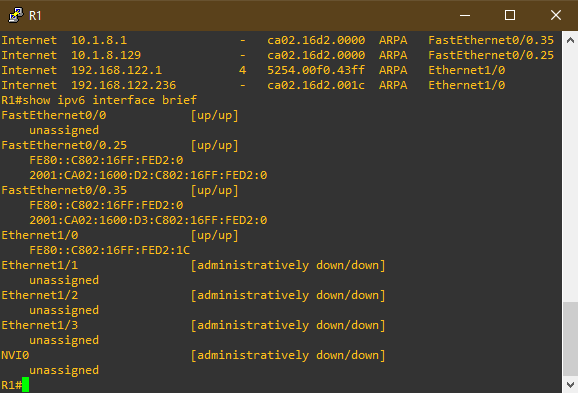 R1
Internet  10.1.8.1                -   ca02.16d2.0000  ARPA   FastEthernet0/0.35
Internet  10.1.8.129              -   ca02.16d2.0000  ARPA   FastEthernet0/0.25
Internet  192.168.122.1           4   5254.00f0.43ff  ARPA   Ethernet1/0
Internet  192.168.122.236         -   ca02.16d2.001c  ARPA   Ethernet1/0
R1#show ipv6 interface brief
FastEthernet0/0            [up/up]
    unassigned
FastEthernet0/0.25         [up/up]
    FE80::C802:16FF:FED2:0
    2001:CA02:1600:D2:C802:16FF:FED2:0
FastEthernet0/0.35         [up/up]
    FE80::C802:16FF:FED2:0
    2001:CA02:1600:D3:C802:16FF:FED2:0
Ethernet1/0                [up/up]
    FE80::C802:16FF:FED2:1C
Ethernet1/1                [administratively down/down]
    unassigned
Ethernet1/2                [administratively down/down]
    unassigned
Ethernet1/3                [administratively down/down]
    unassigned
NVI0                       [administratively down/down]
    unassigned
R1#